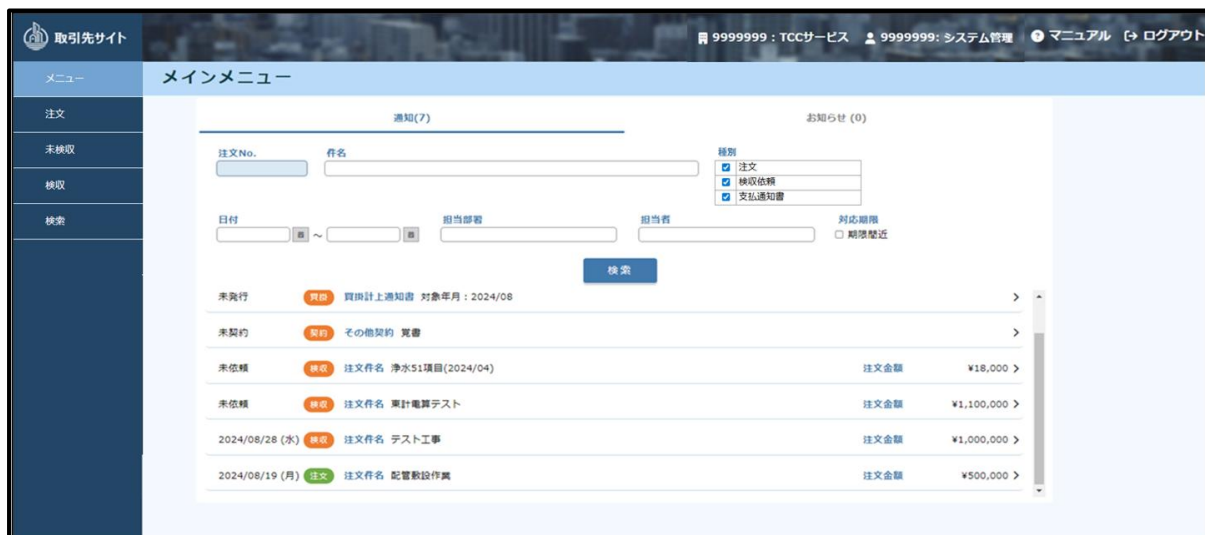 取引先サイト
9999999 : TCCサービス 9999999: システム管理 マニュアル ログアウト
メニュー
メインメニュー
注文
未検収
検収
検索
通知(7) お知らせ (0)
注文No. 件名 種別
注文
検収依頼
支払通知書
日付 担当部署 担当者 対応期限
～ 期限間近
検索
未発行 買掛 買掛計上通知書 対象年月：2024/08
未契約 契約 その他契約 覚書
未依頼 検収 注文件名 浄水51項目(2024/04) 注文金額 ¥18,000
未依頼 検収 注文件名 東計電算テスト 注文金額 ¥1,100,000
2024/08/28 (水) 検収 注文件名 テスト工事 注文金額 ¥1,000,000
2024/08/19 (月) 注文 注文件名 配管敷設作業 注文金額 ¥500,000